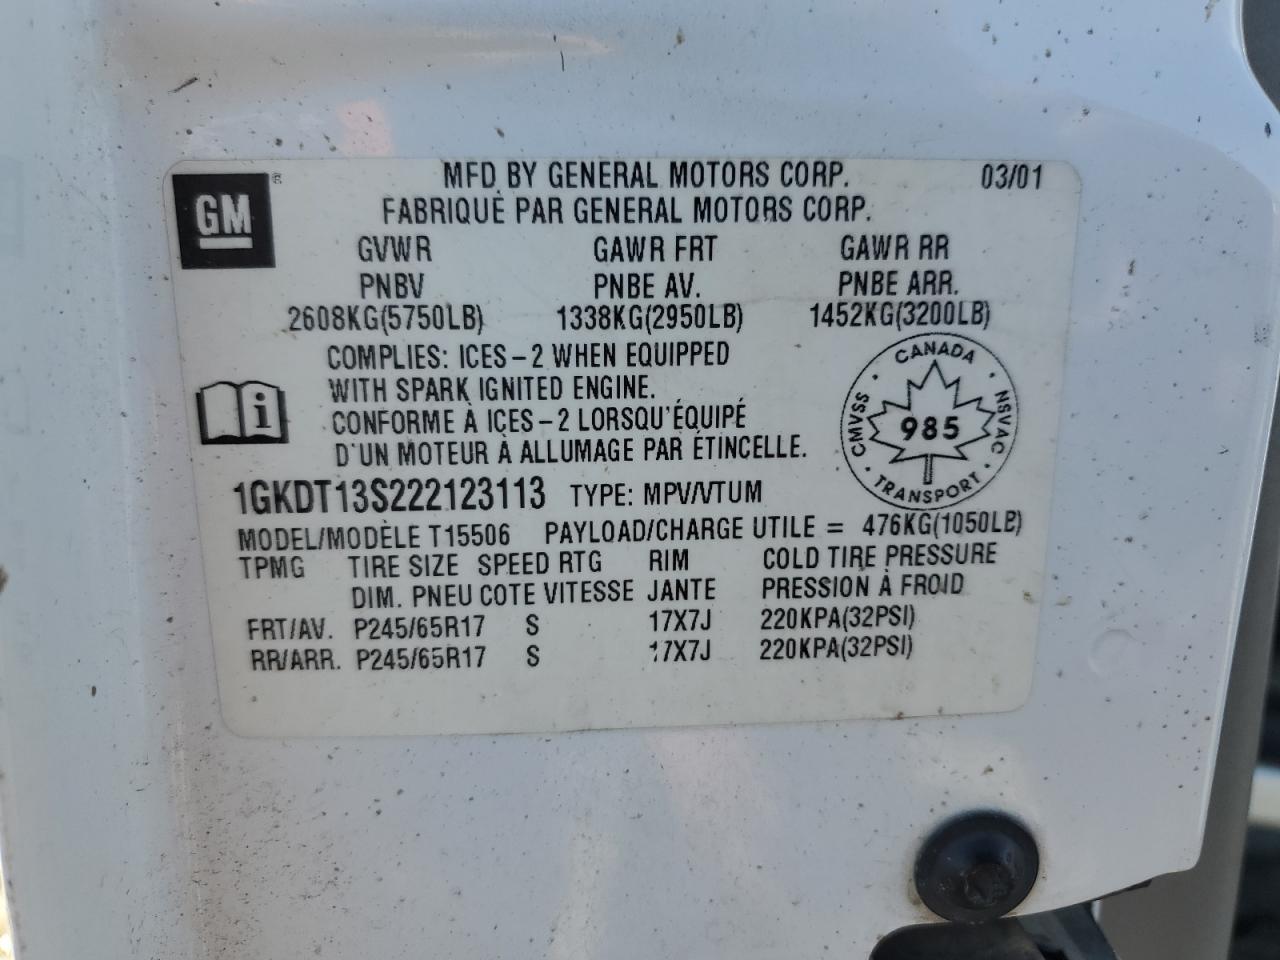 MFD BY GENERAL MOTORS CORP. 03/01
GM ®
FABRIQUÉ PAR GENERAL MOTORS CORP.
GVWR GAWR FRT GAWR RR
PNBV PNBE AV. PNBE ARR.
2608KG(5750LB) 1338KG(2950LB) 1452KG(3200LB)
COMPLIES: ICES-2 WHEN EQUIPPED
WITH SPARK IGNITED ENGINE.
CONFORME À ICES-2 LORSQU'ÉQUIPÉ
D'UN MOTEUR À ALLUMAGE PAR ÉTINCELLE.
i
CANADA
CMVSS 985 NSVAC
TRANSPORT
1GKDT13S222123113 TYPE: MPV/VTUM
MODEL/MODÈLE T15506 PAYLOAD/CHARGE UTILE = 476KG(1050LB)
TPMG TIRE SIZE SPEED RTG RIM COLD TIRE PRESSURE
DIM. PNEU COTE VITESSE JANTE PRESSION À FROID
FRT/AV. P245/65R17 S 17X7J 220KPA(32PSI)
RR/ARR. P245/65R17 S 17X7J 220KPA(32PSI)